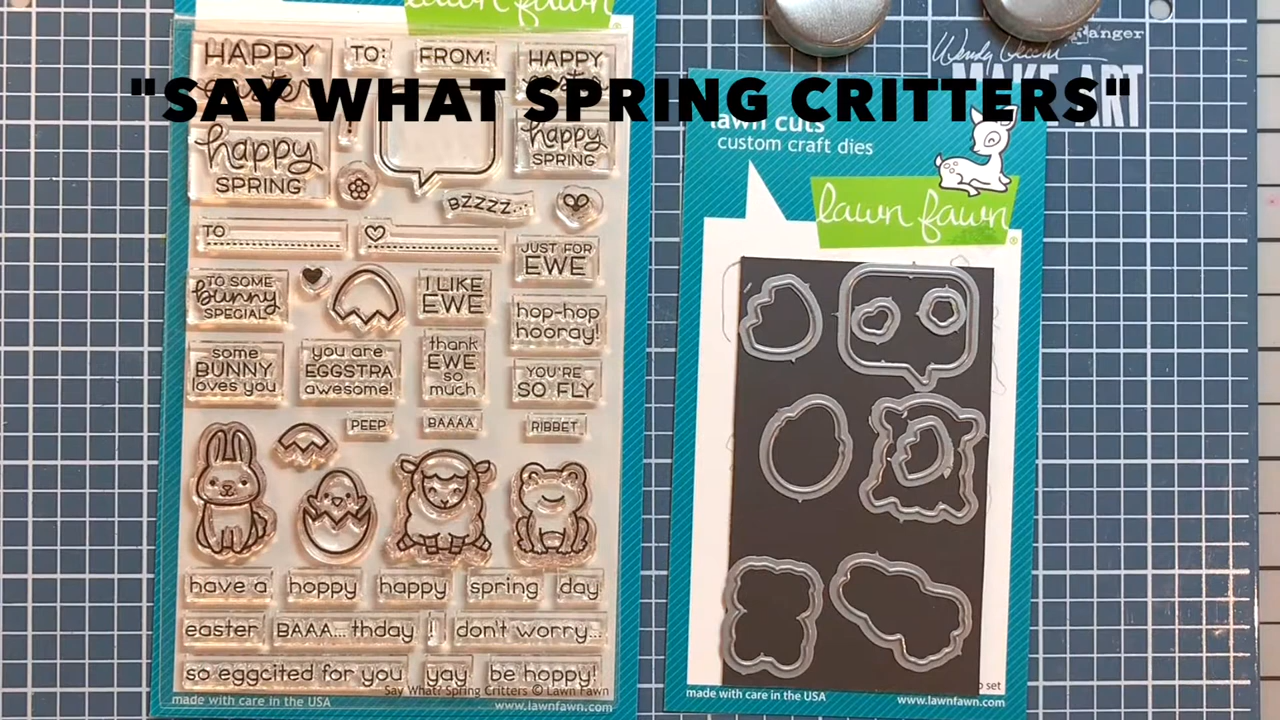 lawn fawn
"SAY WHAT SPRING CRITTERS"
HAPPY
TO:
FROM:
HAPPY
happy
SPRING
!
happy
SPRING
BZZZZ...
TO
JUST FOR
EWE
TO SOME
bunny
SPECIAL
I LIKE
EWE
hop-hop
hooray!
some
BUNNY
loves you
you are
EGGSTRA
awesome!
thank
EWE
so
much
YOU'RE
SO FLY
PEEP
BAAAA
RIBBET
have a hoppy happy spring day
easter BAAA...thday ! don't worry...
so eggcited for you yay be hoppy!
Say What? Spring Critters © Lawn Fawn
made with care in the USA
www.lawnfawn.com
Ranger
MAKE ART
lawn cuts
custom craft dies
lawn fawn
set
made with care in the USA
www.lawnfawn.com